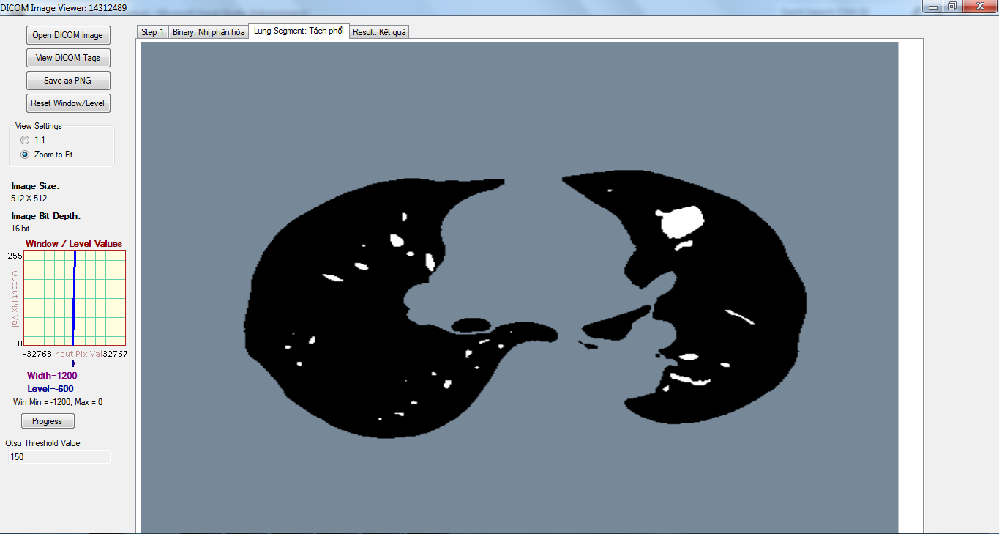 DICOM Image Viewer: 14312489
Open DICOM Image
View DICOM Tags
Save as PNG
Reset Window/Level
View Settings
1:1
Zoom to Fit
Image Size:
512 X 512
Image Bit Depth:
16 bit
Window / Level Values
255
Output Pix Val
0
-32768 Input Pix Val 32767
Width=1200
Level=-600
Win Min = -1200; Max = 0
Progress
Otsu Threshold Value
150
Step 1
Binary: Nhị phân hóa
Lung Segment: Tách phổi
Result: Kết quả